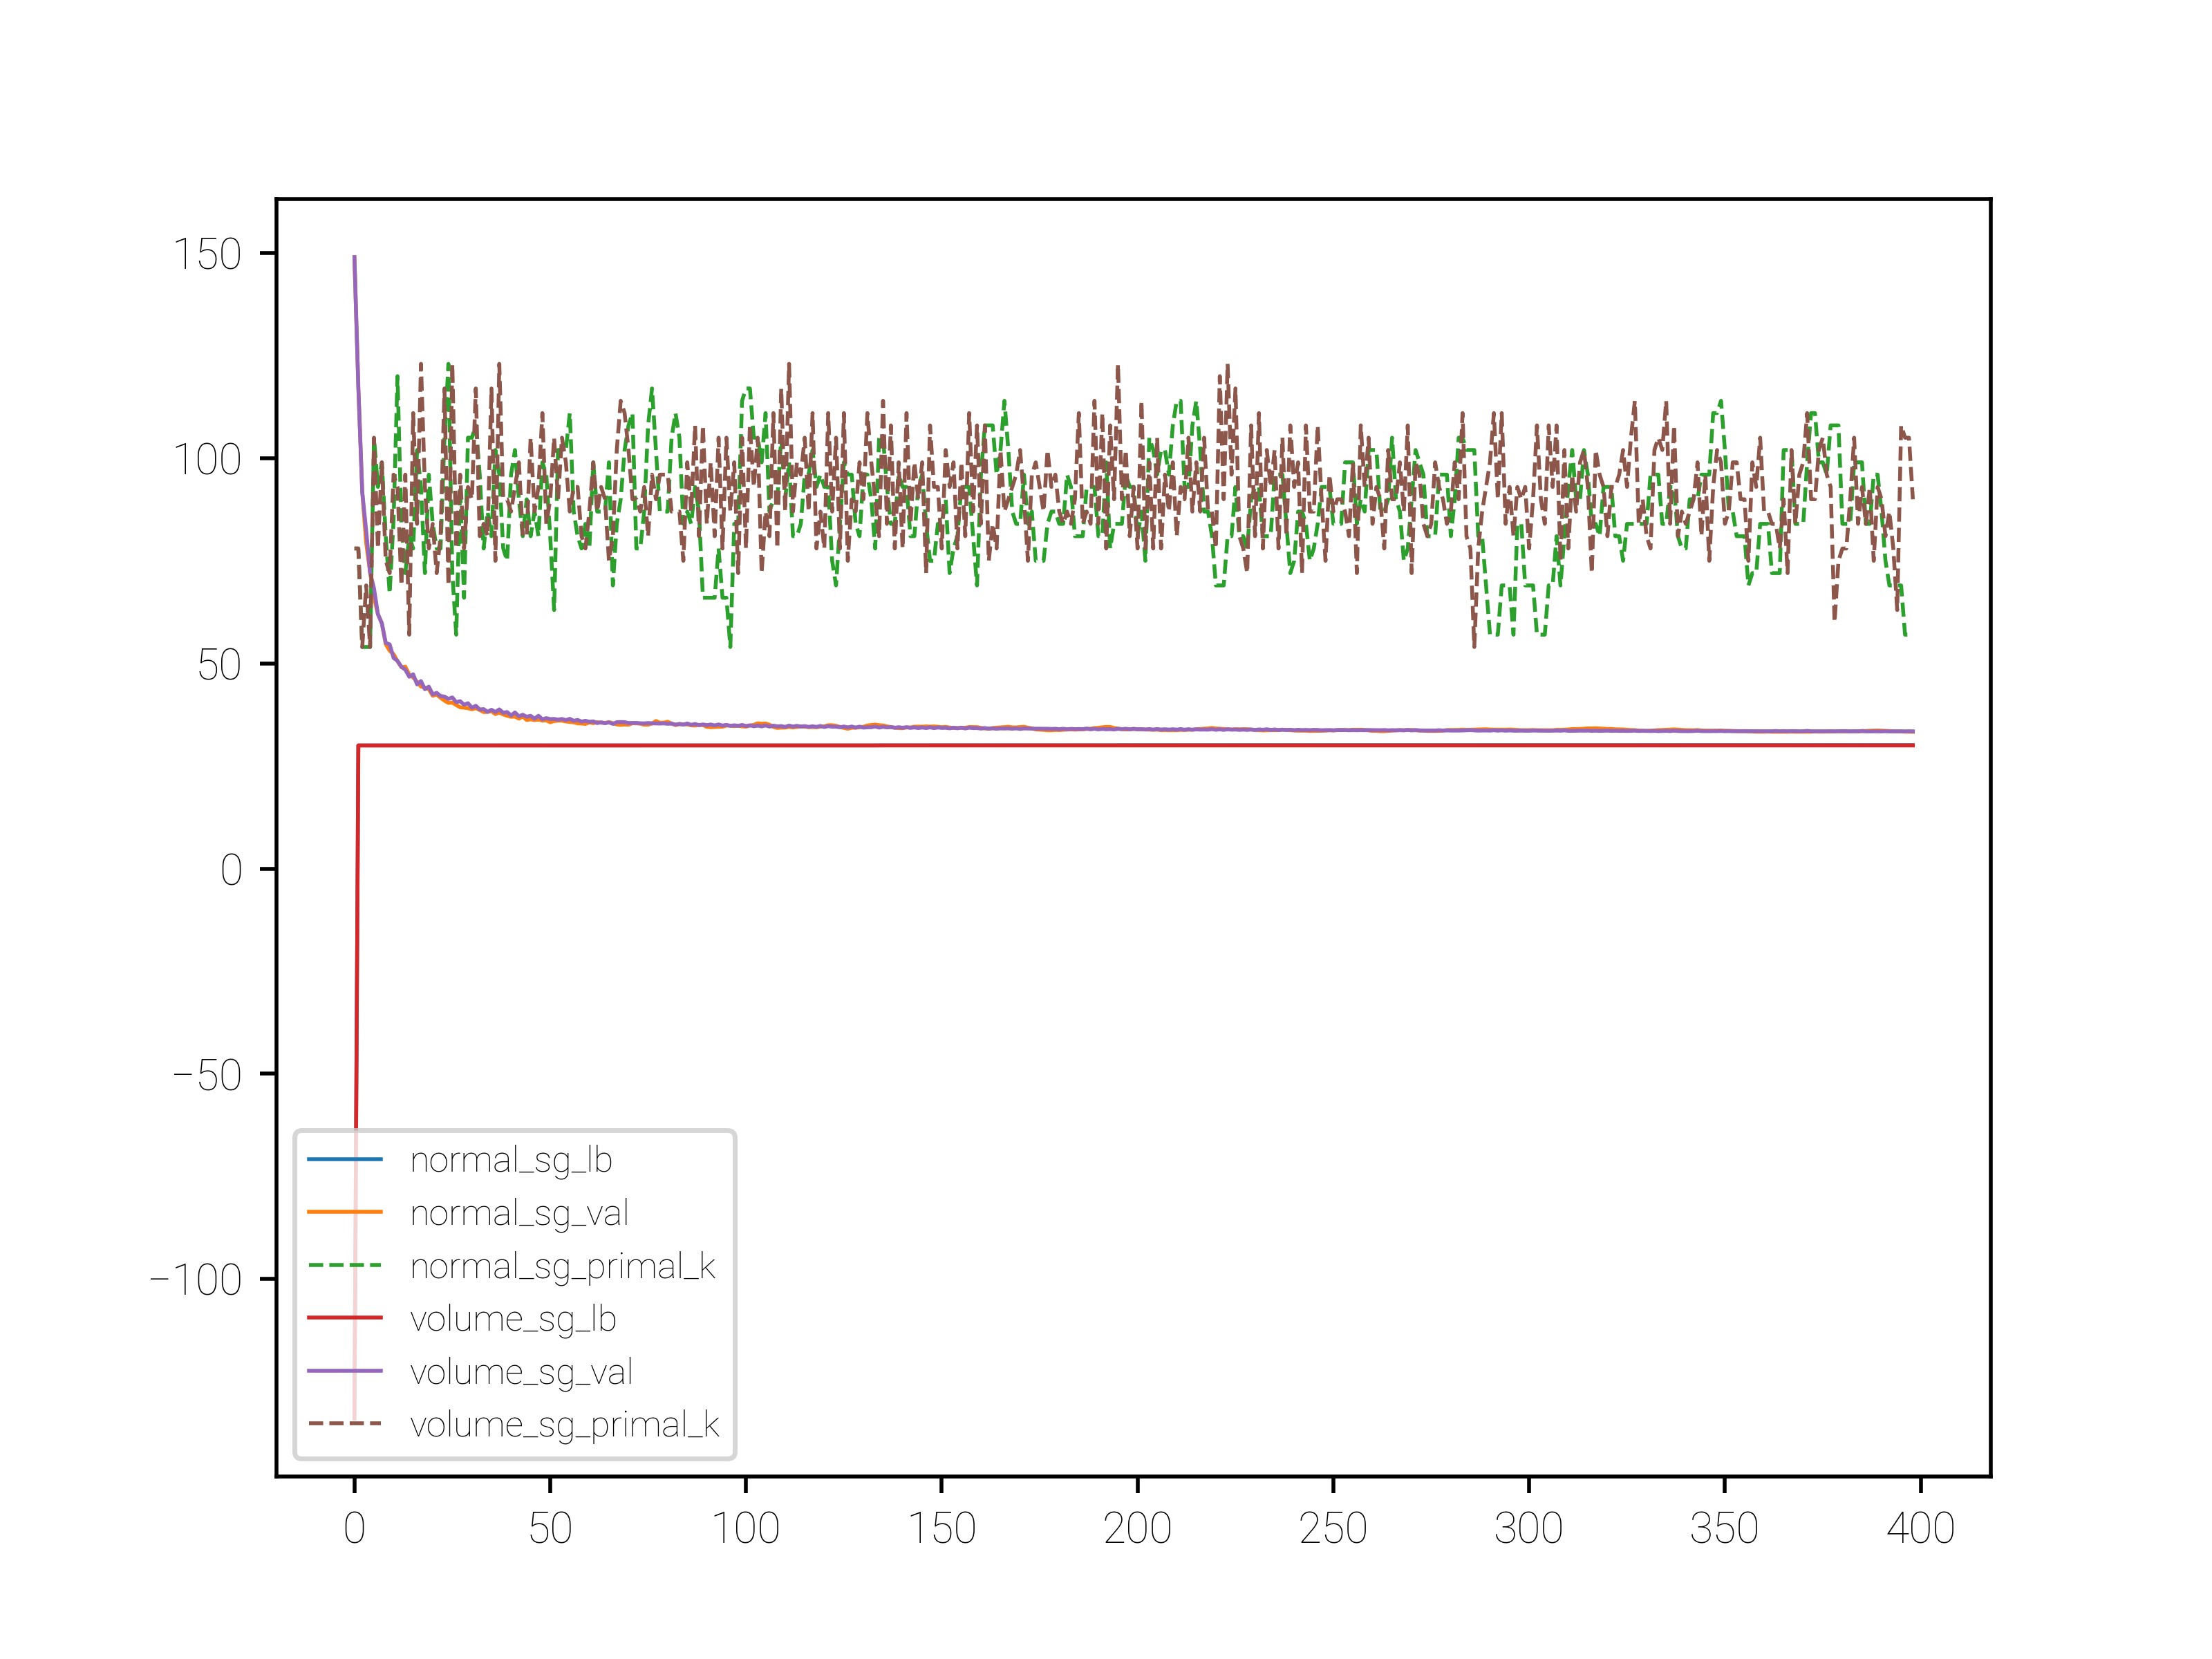 150
100
50
0
−50
−100
normal_sg_lb
normal_sg_val
normal_sg_primal_k
volume_sg_lb
volume_sg_val
volume_sg_primal_k
0 50 100 150 200 250 300 350 400